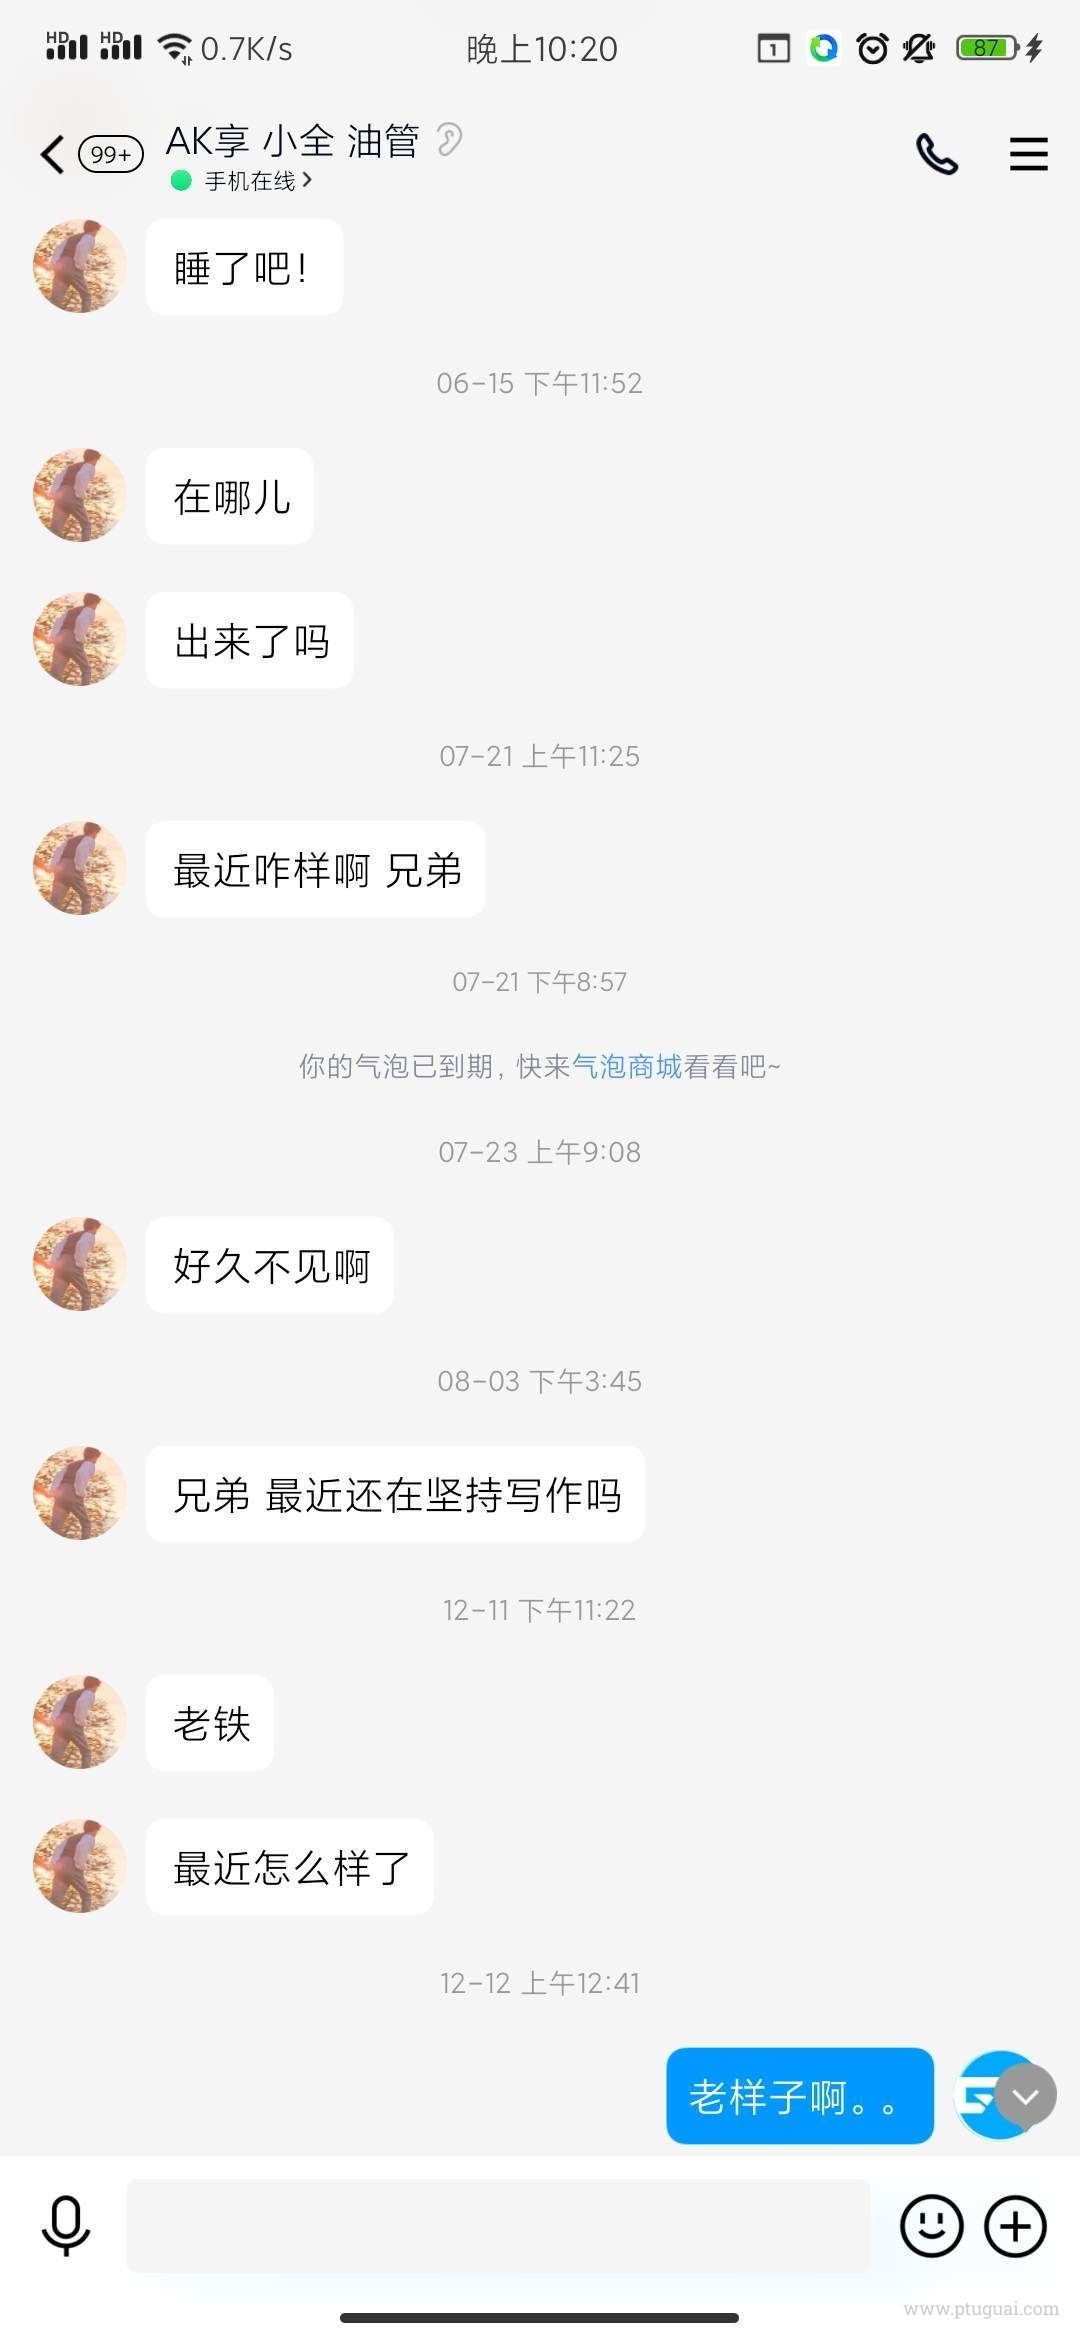 HD HD 0.7K/s 晚上10:20 1 87
99+ AK享 小全 油管
手机在线
睡了吧！
06-15 下午11:52
在哪儿
出来了吗
07-21 上午11:25
最近咋样啊 兄弟
07-21 下午8:57
你的气泡已到期，快来气泡商城看看吧~
07-23 上午9:08
好久不见啊
08-03 下午3:45
兄弟 最近还在坚持写作吗
12-11 下午11:22
老铁
最近怎么样了
12-12 上午12:41
老样子啊。。
www.ptuguai.com